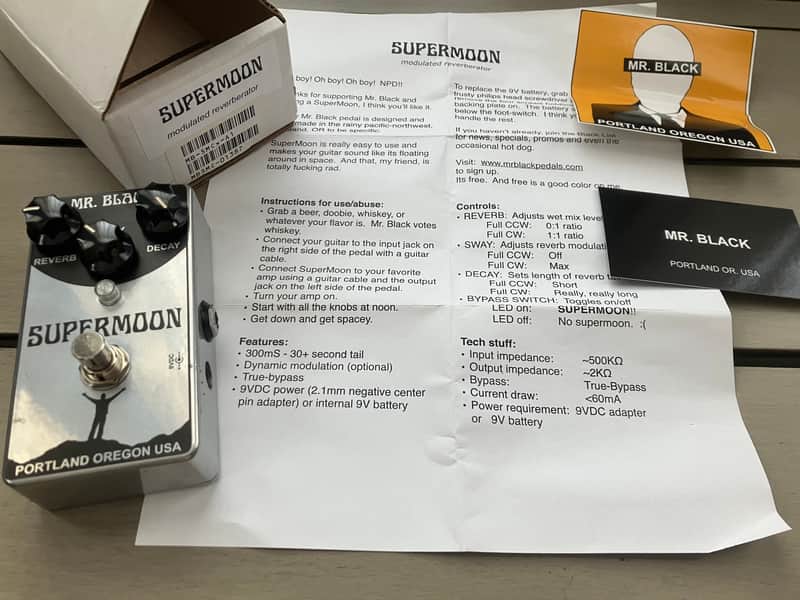 SUPERMOON
modulated reverberator
SUPERMOON
modulated reverberator
boy! Oh boy! Oh boy! NPD!!
for supporting Mr. Black and
a SuperMoon, I think you'll like it.
Mr. Black pedal is designed and
made in the rainy pacific-northwest.
OR to be specific.
SuperMoon is really easy to use and
makes your guitar sound like its floating
around in space. And that, my friend, is
totally fucking rad.
Instructions for use/abuse:
• Grab a beer, doobie, whiskey, or
whatever your flavor is. Mr. Black votes
whiskey.
• Connect your guitar to the input jack on
the right side of the pedal with a guitar
cable.
• Connect SuperMoon to your favorite
amp using a guitar cable and the output
jack on the left side of the pedal.
• Turn your amp on.
• Start with all the knobs at noon.
• Get down and get spacey.
Features:
• 300mS - 30+ second tail
• Dynamic modulation (optional)
• True-bypass
• 9VDC power (2.1mm negative center
pin adapter) or internal 9V battery
To replace the 9V battery, grab
trusty philips head screwdriver
backing plate on. The battery
below the foot-switch. I think
handle the rest.
If you haven't already, join the Black List
for news, specials, promos and even the
occasional hot dog.
Visit: www.mrblackpedals.com
to sign up.
Its free. And free is a good color on me
Controls:
• REVERB: Adjusts wet mix level
Full CCW: 0:1 ratio
Full CW: 1:1 ratio
• SWAY: Adjusts reverb modulati
Full CCW: Off
Full CW: Max
• DECAY: Sets length of reverb
Full CCW: Short
Full CW: Really, really long
• BYPASS SWITCH: Toggles on/off
LED on: SUPERMOON!!
LED off: No supermoon. :(
Tech stuff:
• Input impedance: ~500KΩ
• Output impedance: ~2KΩ
• Bypass: True-Bypass
• Current draw: <60mA
• Power requirement: 9VDC adapter
or 9V battery
MR. BLACK
PORTLAND OREGON USA
MR. BLACK
PORTLAND OR. USA
MR. BLA
REVERB
DECAY
SUPERMOON
PORTLAND OREGON USA